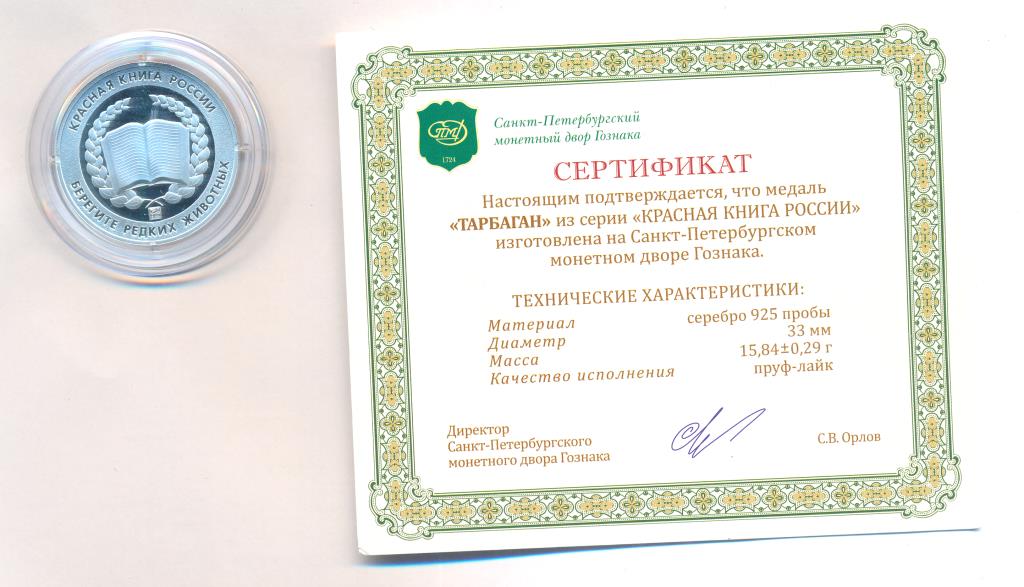 КРАСНАЯ КНИГА РОССИИ
БЕРЕГИТЕ РЕДКИХ ЖИВОТНЫХ
СПМД
1724
Санкт-Петербургский
монетный двор Гознака
СЕРТИФИКАТ
Настоящим подтверждается, что медаль
«ТАРБАГАН» из серии «КРАСНАЯ КНИГА РОССИИ»
изготовлена на Санкт-Петербургском
монетном дворе Гознака.
ТЕХНИЧЕСКИЕ ХАРАКТЕРИСТИКИ:
Материал серебро 925 пробы
Диаметр 33 мм
Масса 15,84±0,29 г
Качество исполнения пруф-лайк
Директор
Санкт-Петербургского
монетного двора Гознака
С.В. Орлов